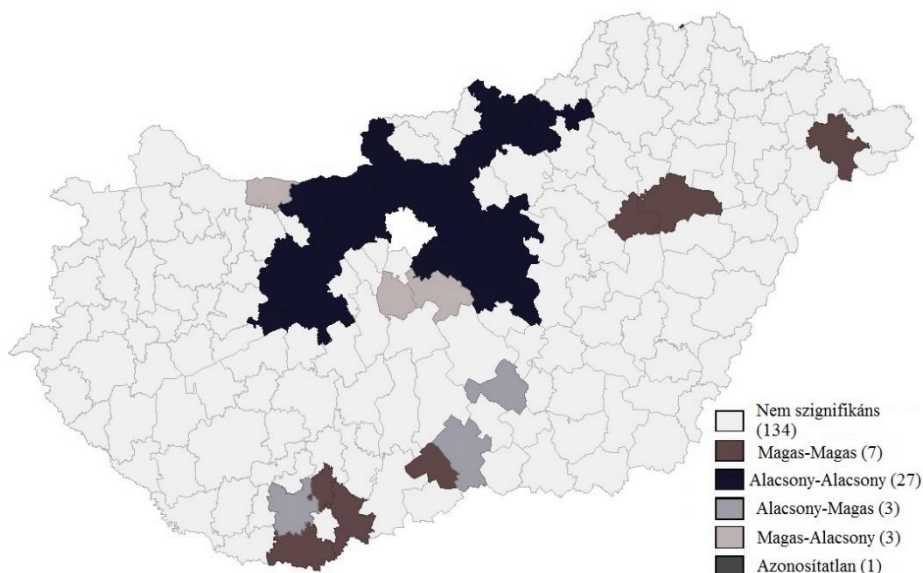 Nem szignifikáns
(134)
Magas-Magas (7)
Alacsony-Alacsony (27)
Alacsony-Magas (3)
Magas-Alacsony (3)
Azonosítatlan (1)